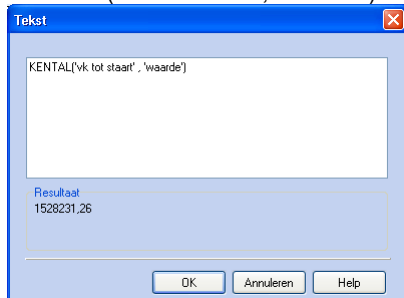 Tekst
KENTAL('vk tot staart' , 'waarde')
Resultaat
1528231,26
OK Annuleren Help